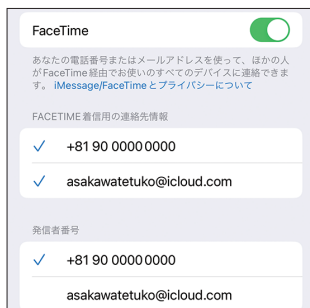 FaceTime
あなたの電話番号またはメールアドレスを使って、ほかの人
がFaceTime経由でお使いのすべてのデバイスに連絡できま
す。 iMessage/FaceTimeとプライバシーについて
FACETIME着信用の連絡先情報
+81 90 0000 0000
asakawatetuko@icloud.com
発信者番号
+81 90 0000 0000
asakawatetuko@icloud.com